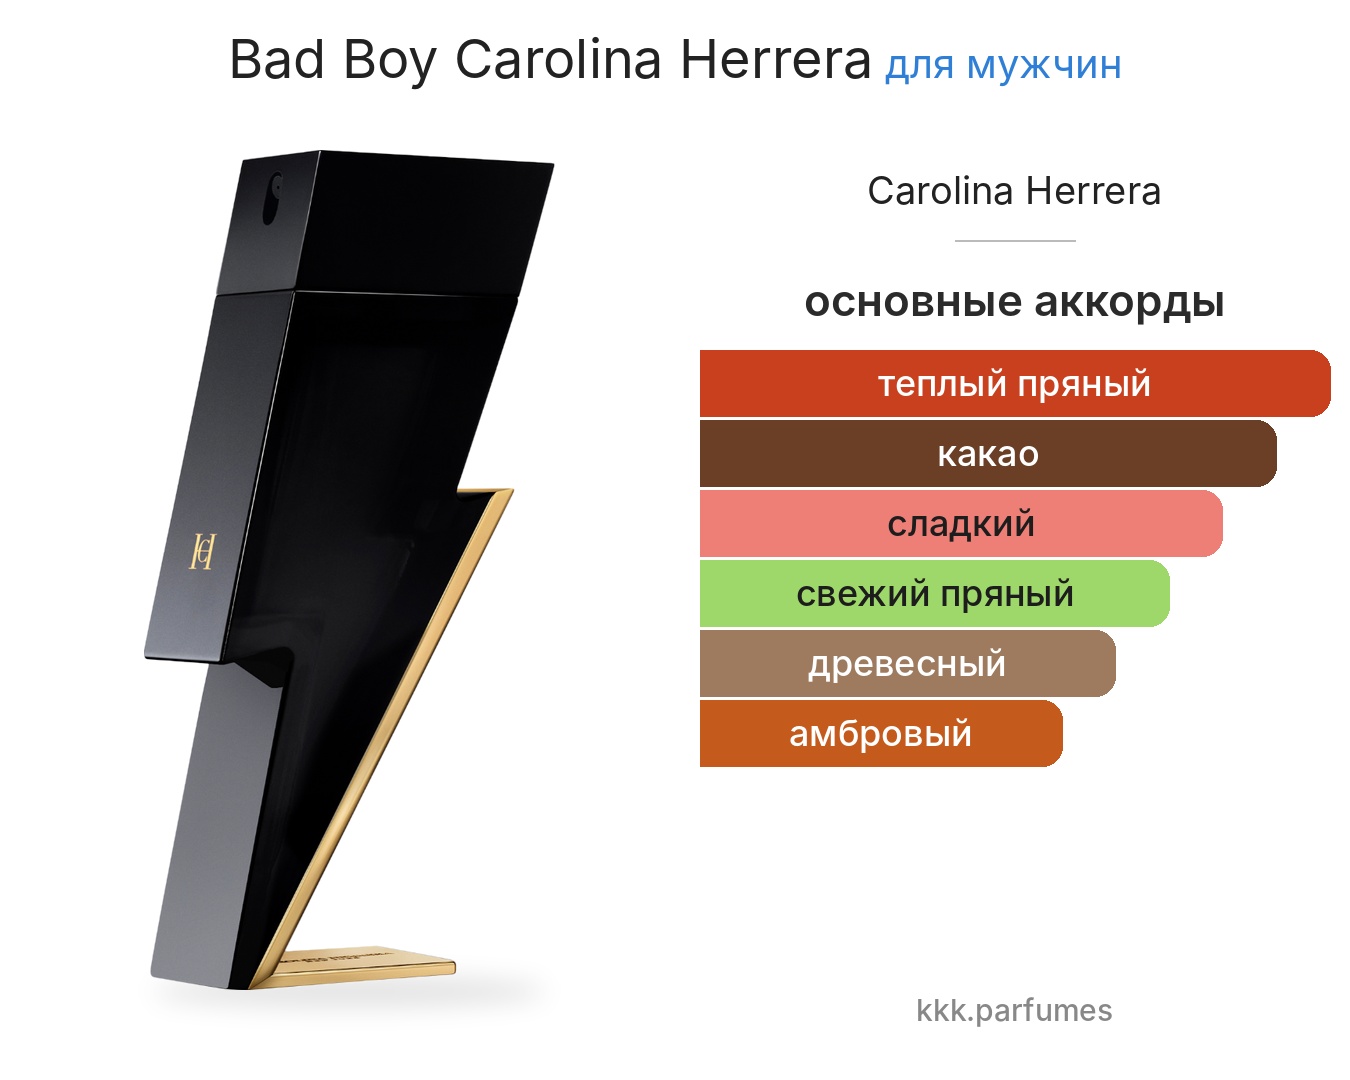 Bad Boy Carolina Herrera для мужчин
Carolina Herrera
основные аккорды
теплый пряный
какао
сладкий
свежий пряный
древесный
амбровый
kkk.parfumes